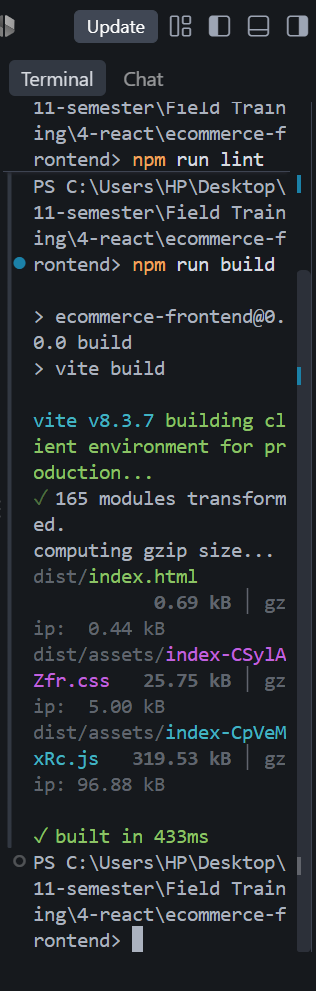 Update
Terminal Chat
11-semester\Field Train
ing\4-react\ecommerce-f
rontend> npm run lint
PS C:\Users\HP\Desktop\
11-semester\Field Train
ing\4-react\ecommerce-f
rontend> npm run build
> ecommerce-frontend@0.
0.0 build
> vite build
vite v8.3.7 building cl
ient environment for pr
oduction...
✓ 165 modules transform
ed.
computing gzip size...
dist/index.html
0.69 kB │ gz
ip: 0.44 kB
dist/assets/index-CSylA
Zfr.css 25.75 kB │ gz
ip: 5.00 kB
dist/assets/index-CpVeM
xRc.js 319.53 kB │ gz
ip: 96.88 kB
✓ built in 433ms
PS C:\Users\HP\Desktop\
11-semester\Field Train
ing\4-react\ecommerce-f
rontend>